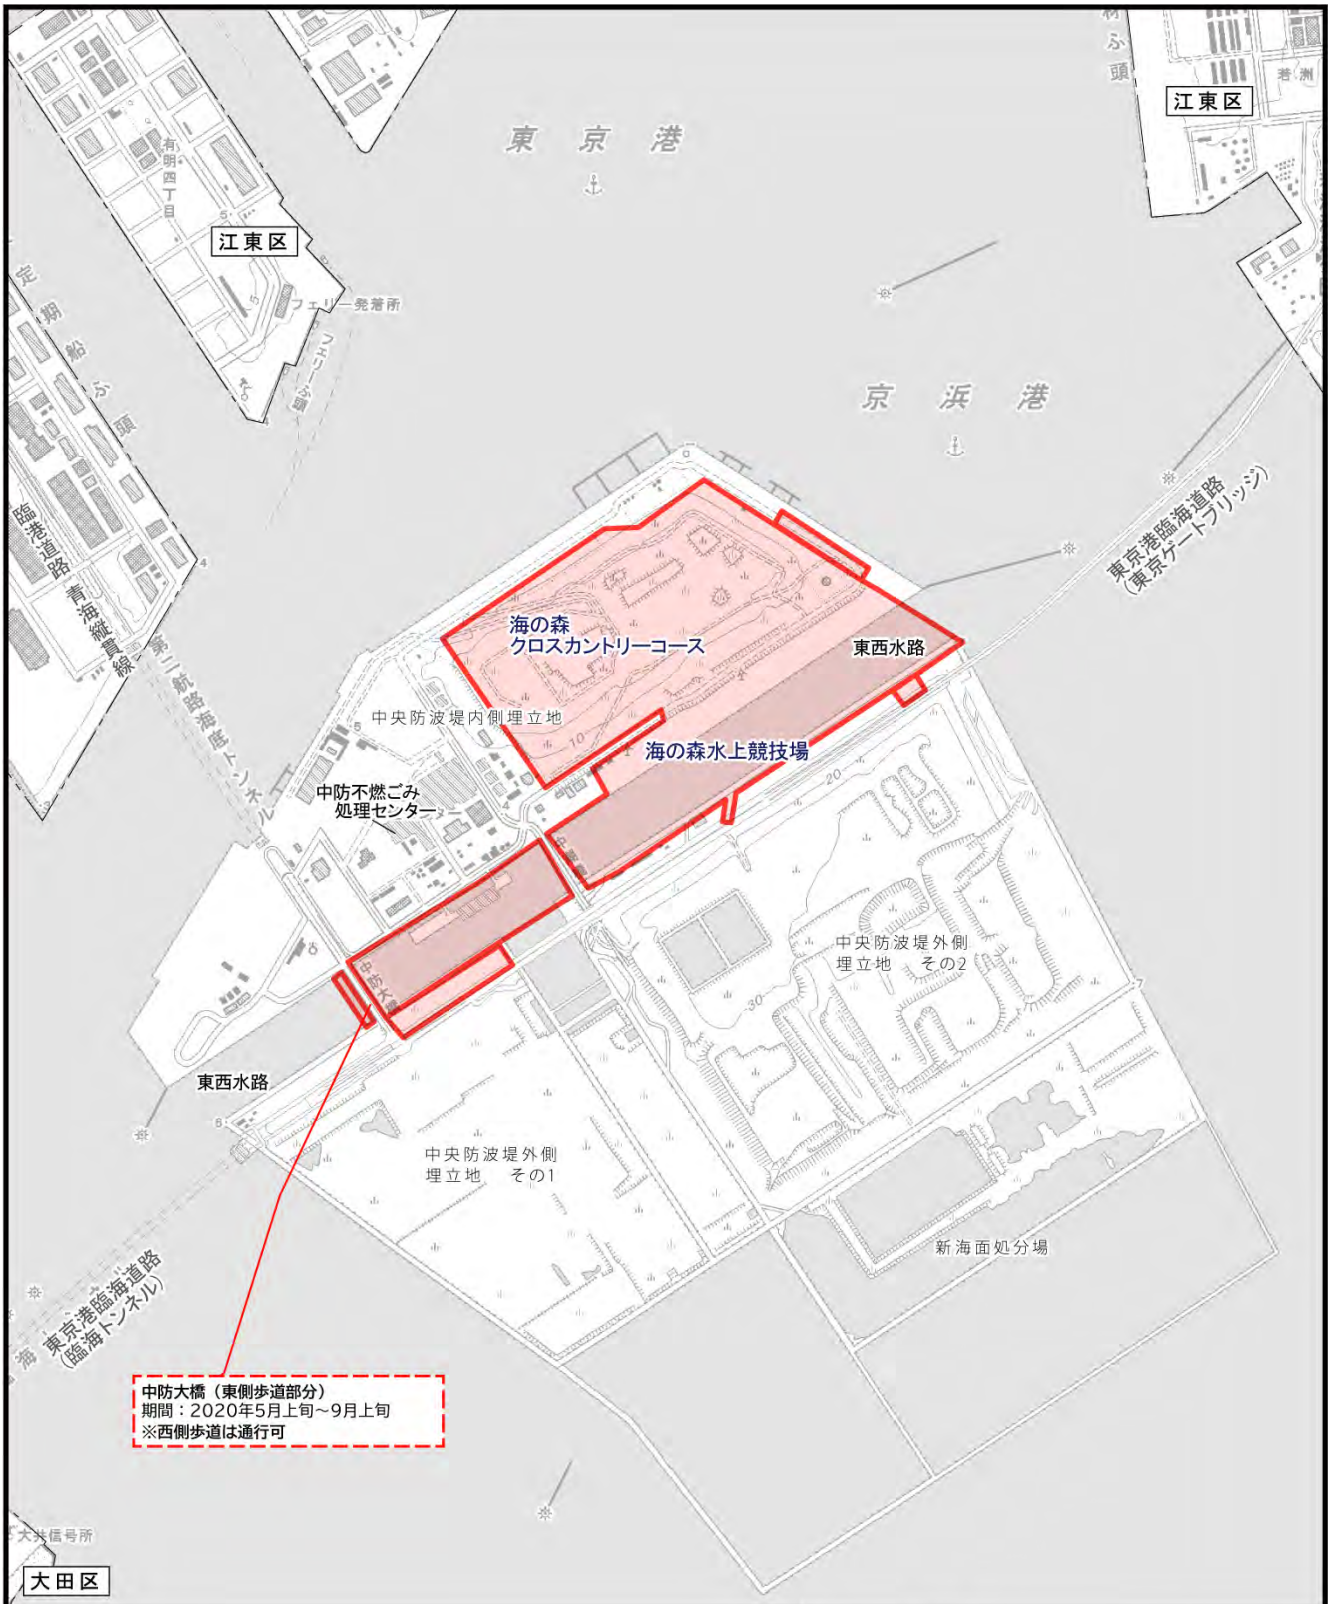 東京港
江東区
若洲
江東区
有明四丁目
江東区
フェリー発着所
フェリーふ頭
定期船ふ頭
京浜港
臨港道路 青海縦貫線
第二航路海底トンネル
東京港臨海道路
(東京ゲートブリッジ)
海の森
クロスカントリーコース
東西水路
中央防波堤内側埋立地
10
海の森水上競技場
20
中防不燃ごみ
処理センター
中防大橋
中央防波堤外側
埋立地 その2
30
東西水路
中央防波堤外側
埋立地 その1
新海面処分場
東京港臨海道路
(臨海トンネル)
中防大橋（東側歩道部分）
期間：2020年5月上旬～9月上旬
※西側歩道は通行可
大井信号所
大田区